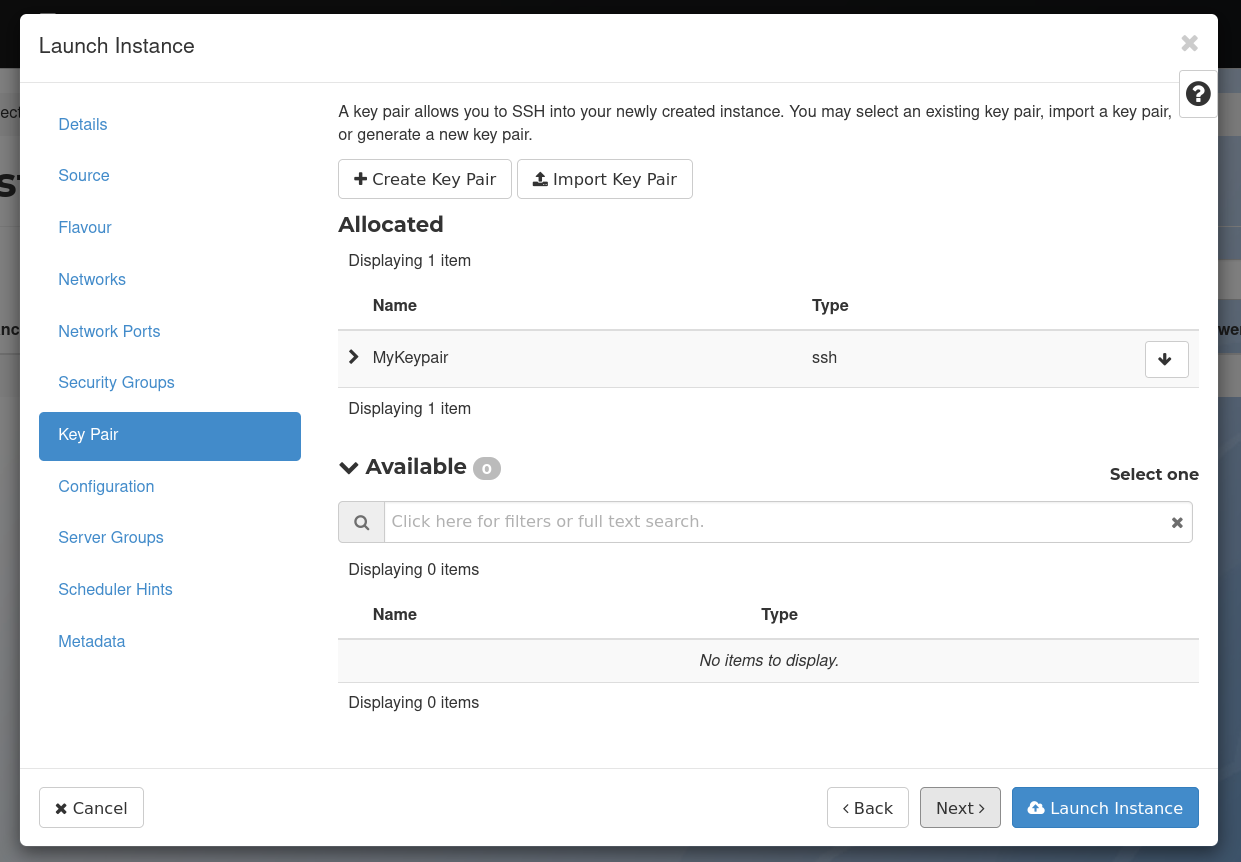 Launch Instance
Details
Source
Flavour
Networks
Network Ports
Security Groups
Key Pair
Configuration
Server Groups
Scheduler Hints
Metadata
A key pair allows you to SSH into your newly created instance. You may select an existing key pair, import a key pair,
or generate a new key pair.
Create Key Pair
Import Key Pair
Allocated
Displaying 1 item
Name Type
MyKeypair ssh
Displaying 1 item
Available 0
Select one
Click here for filters or full text search.
Displaying 0 items
Name Type
No items to display.
Displaying 0 items
Cancel
‹ Back
Next ›
Launch Instance